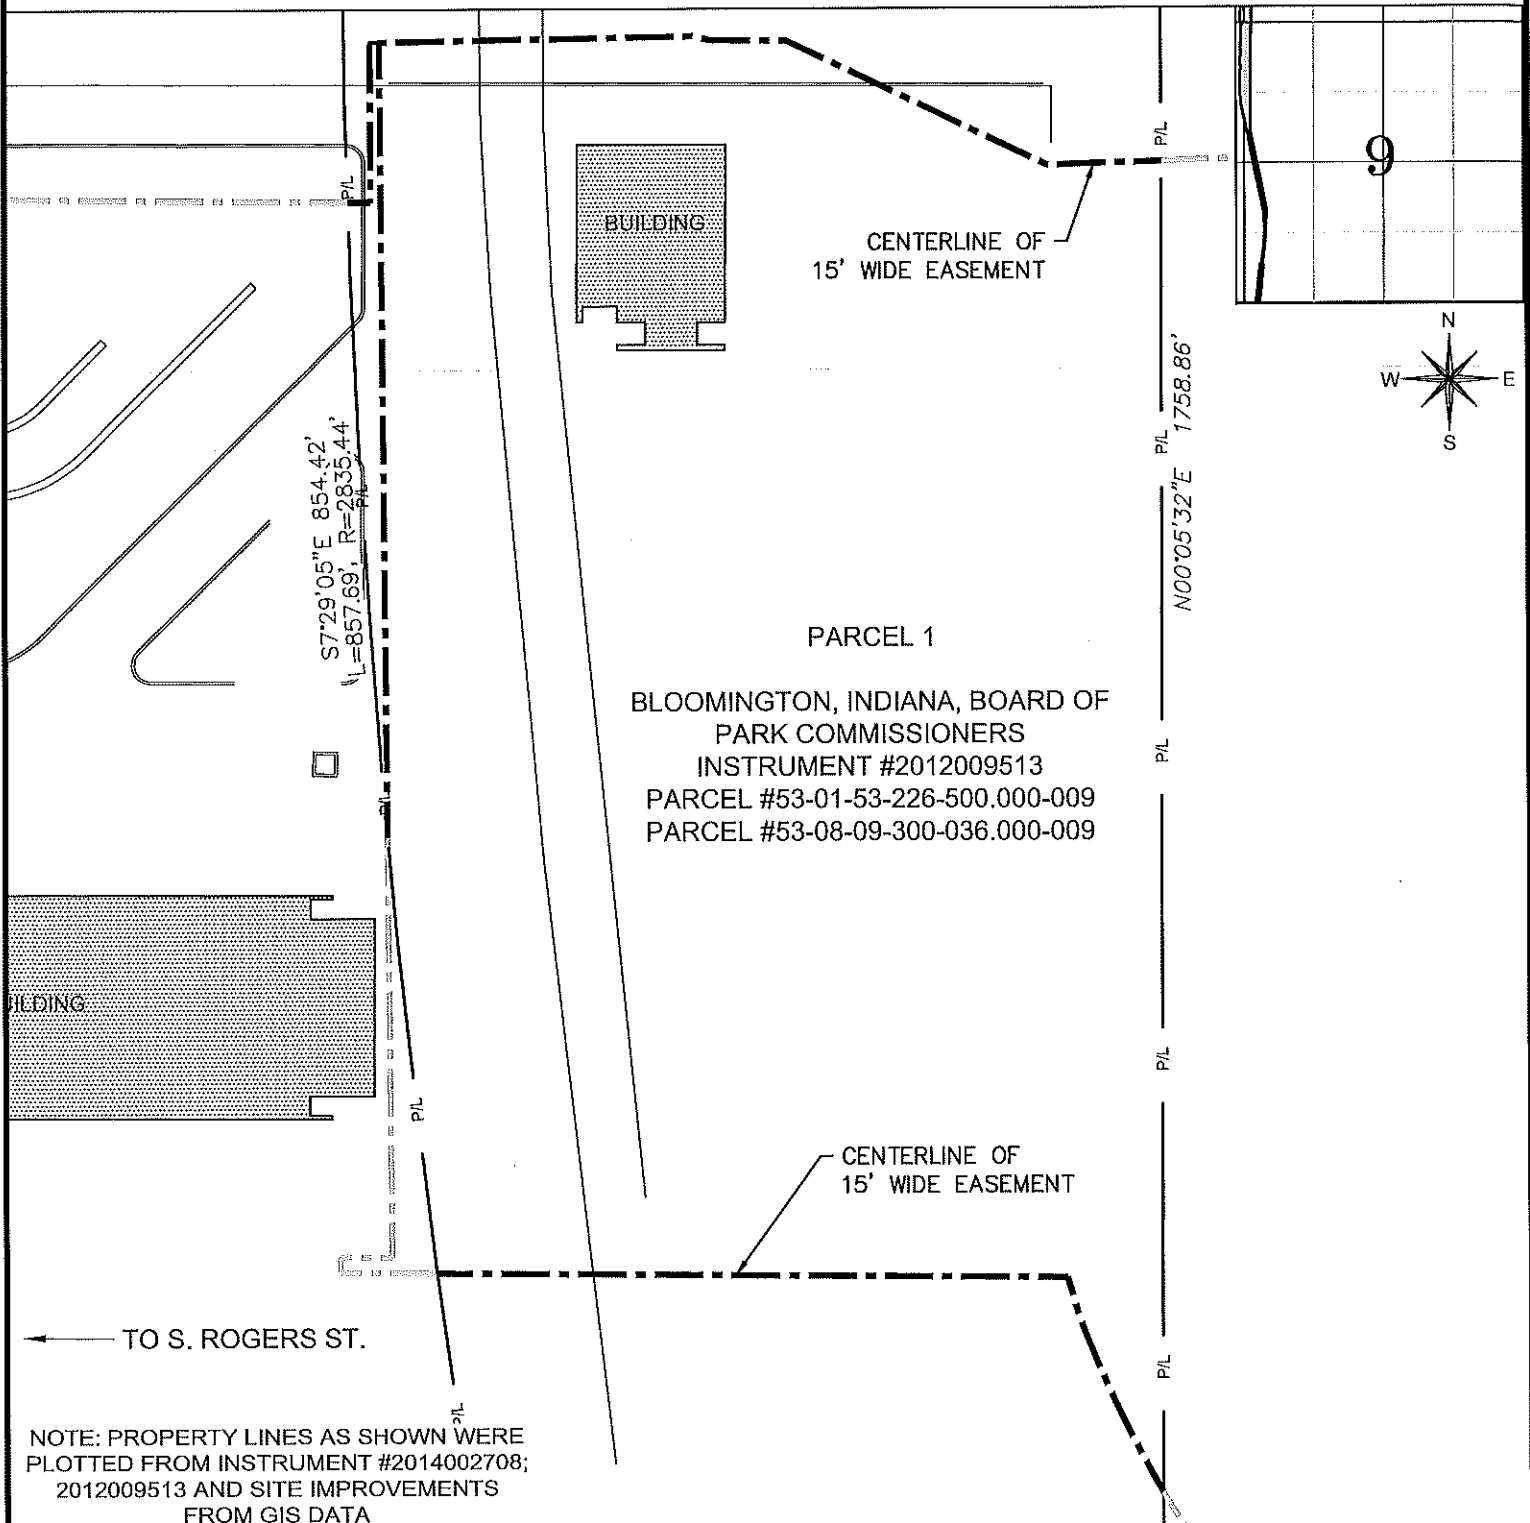 9
P/L
P/L
BUILDING
CENTERLINE OF
15' WIDE EASEMENT
N
W E
S
N00°05'32"E 1758.86'
P/L
S7°29'05"E 854.42'
L=857.69', R=2835.44'
P/L
PARCEL 1
BLOOMINGTON, INDIANA, BOARD OF
PARK COMMISSIONERS
INSTRUMENT #2012009513
PARCEL #53-01-53-226-500.000-009
PARCEL #53-08-09-300-036.000-009
P/L
P/L
UILDING
P/L
P/L
CENTERLINE OF
15' WIDE EASEMENT
TO S. ROGERS ST.
P/L
P/L
NOTE: PROPERTY LINES AS SHOWN WERE
PLOTTED FROM INSTRUMENT #2014002708;
2012009513 AND SITE IMPROVEMENTS
FROM GIS DATA